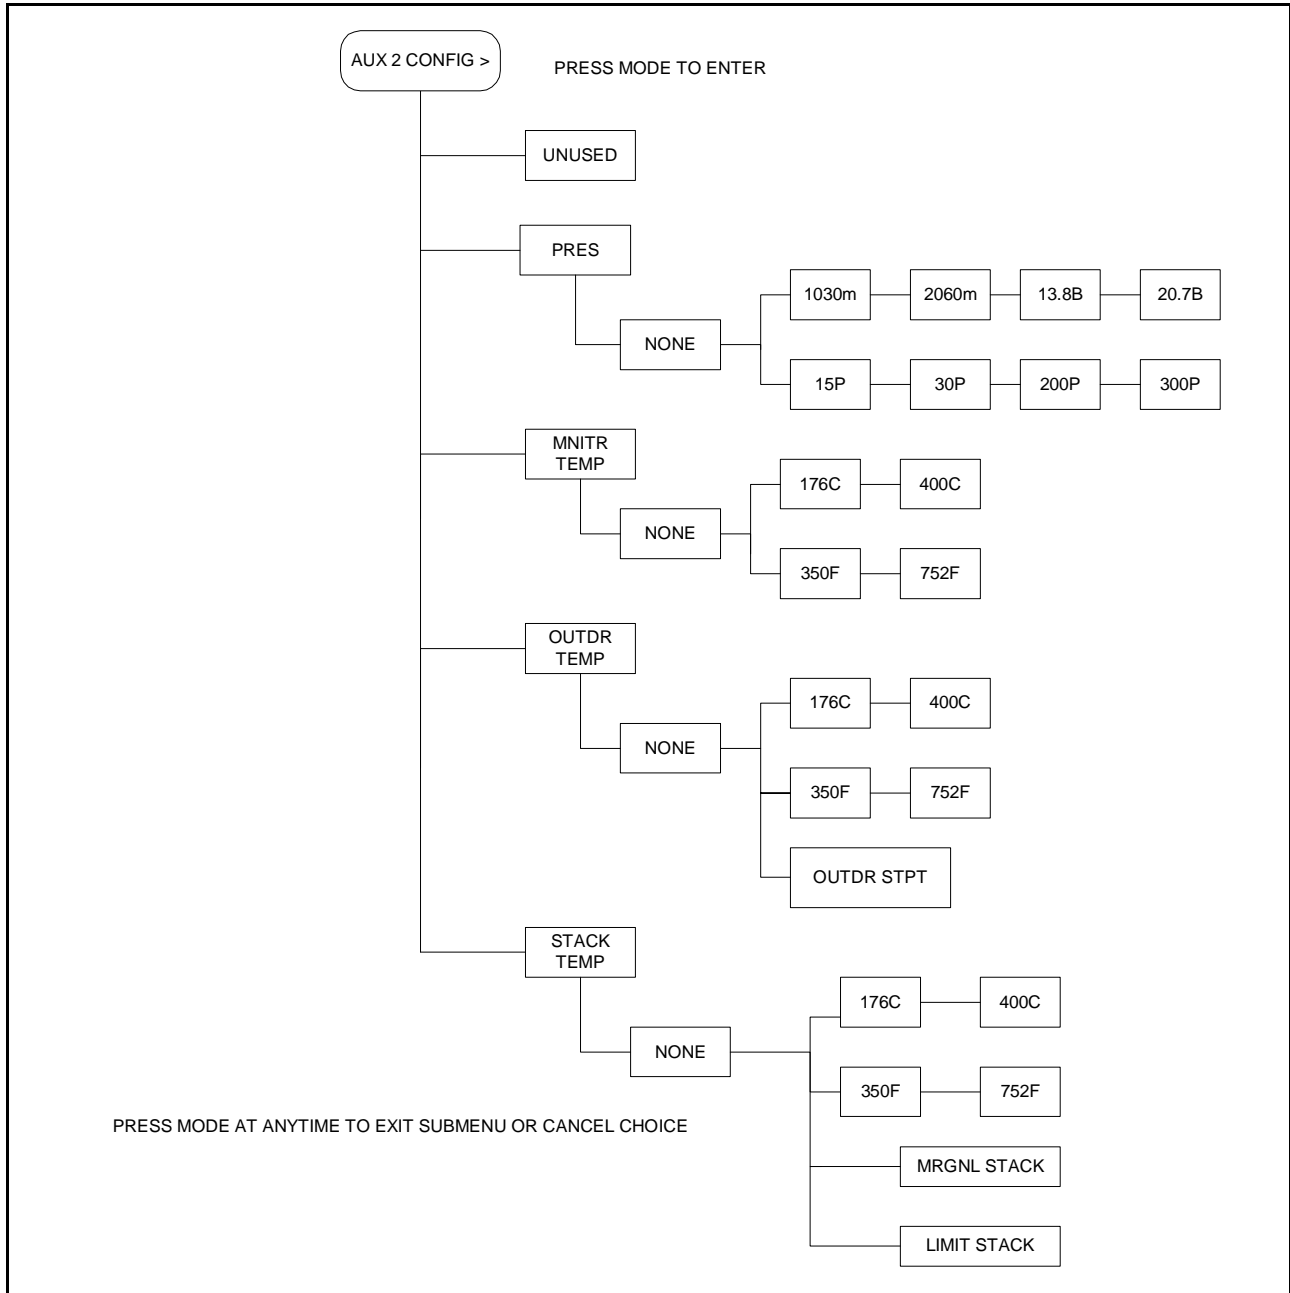 AUX 2 CONFIG >
PRESS MODE TO ENTER
UNUSED
PRES
NONE
1030m
2060m
13.8B
20.7B
15P
30P
200P
300P
MNITR
TEMP
NONE
176C
400C
350F
752F
OUTDR
TEMP
NONE
176C
400C
350F
752F
OUTDR STPT
STACK
TEMP
NONE
176C
400C
350F
752F
MRGNL STACK
LIMIT STACK
PRESS MODE AT ANYTIME TO EXIT SUBMENU OR CANCEL CHOICE